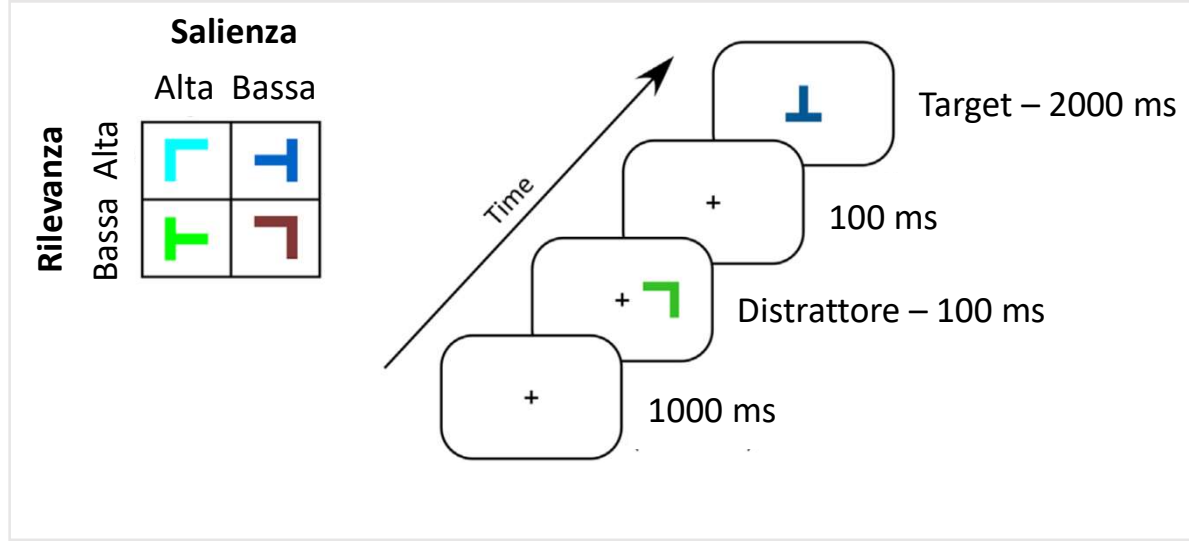 Salienza
Alta Bassa
Rilevanza
Alta
Bassa
Time
Target – 2000 ms
100 ms
Distrattore – 100 ms
1000 ms